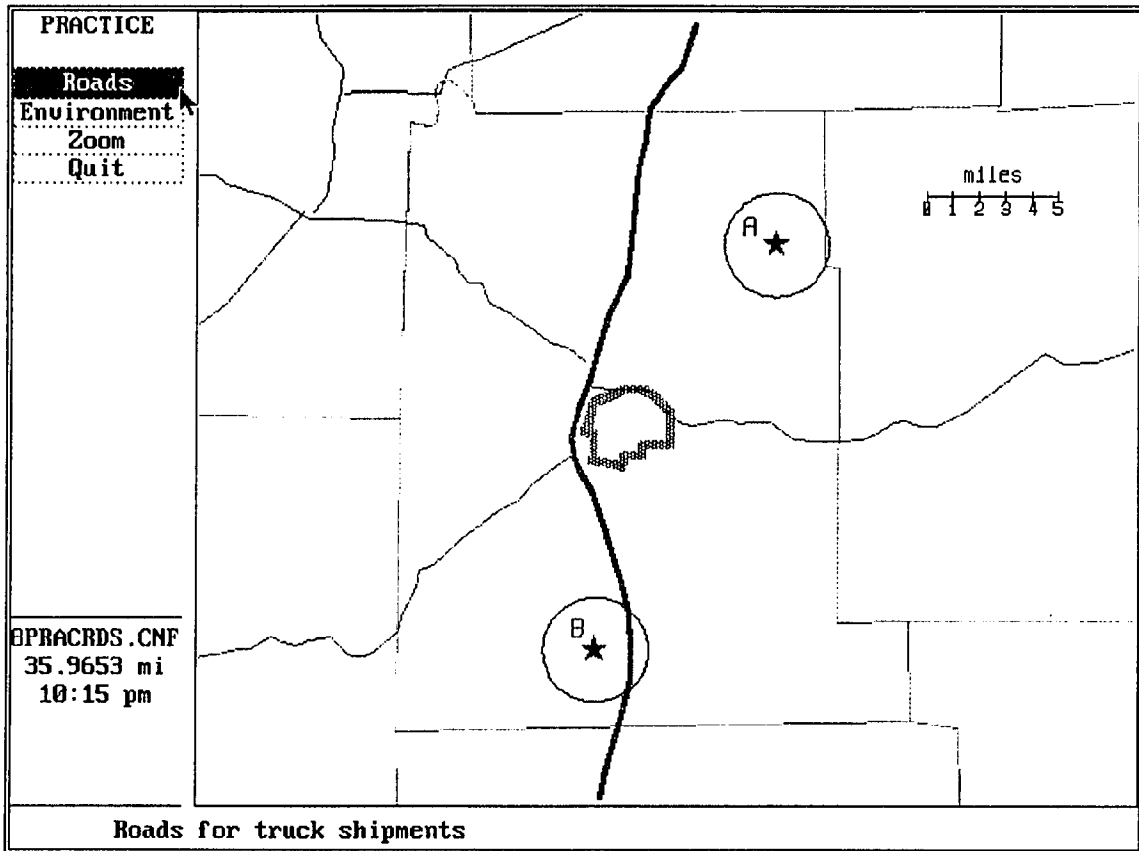 PRACTICE
Roads
Environment
Zoom
Quit
miles
0 1 2 3 4 5
A
B
8PRACRDS.CNF
35.9653 mi
10:15 pm
Roads for truck shipments